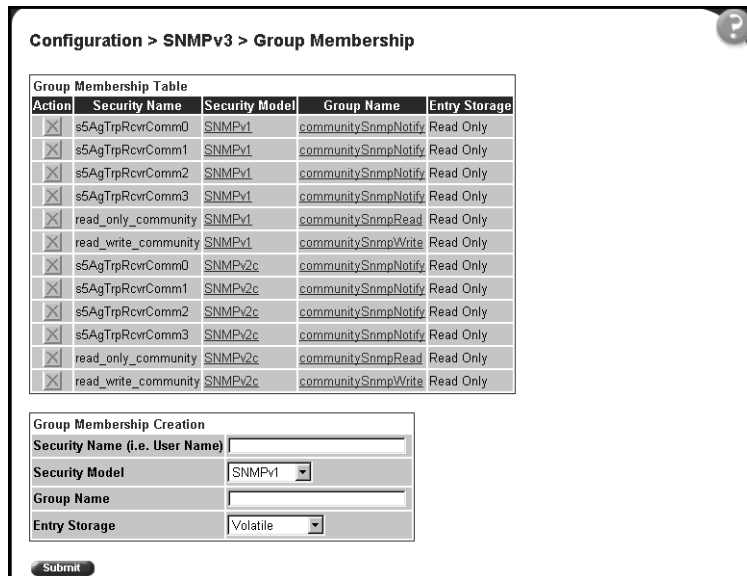 Configuration > SNMPv3 > Group Membership
?
Group Membership Table
Action Security Name Security Model Group Name Entry Storage
X s5AgTrpRcvrComm0 SNMPv1 communitySnmpNotify Read Only
X s5AgTrpRcvrComm1 SNMPv1 communitySnmpNotify Read Only
X s5AgTrpRcvrComm2 SNMPv1 communitySnmpNotify Read Only
X s5AgTrpRcvrComm3 SNMPv1 communitySnmpNotify Read Only
X read_only_community SNMPv1 communitySnmpRead Read Only
X read_write_community SNMPv1 communitySnmpWrite Read Only
X s5AgTrpRcvrComm0 SNMPv2c communitySnmpNotify Read Only
X s5AgTrpRcvrComm1 SNMPv2c communitySnmpNotify Read Only
X s5AgTrpRcvrComm2 SNMPv2c communitySnmpNotify Read Only
X s5AgTrpRcvrComm3 SNMPv2c communitySnmpNotify Read Only
X read_only_community SNMPv2c communitySnmpRead Read Only
X read_write_community SNMPv2c communitySnmpWrite Read Only
Group Membership Creation
Security Name (i.e. User Name)
Security Model SNMPv1
Group Name
Entry Storage Volatile
Submit